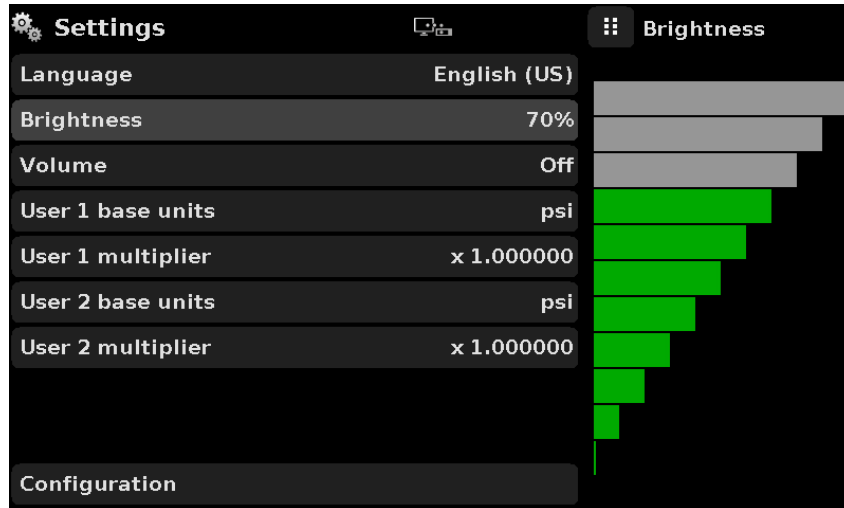 Settings
Language English (US)
Brightness 70%
Volume Off
User 1 base units psi
User 1 multiplier x 1.000000
User 2 base units psi
User 2 multiplier x 1.000000
Configuration
Brightness